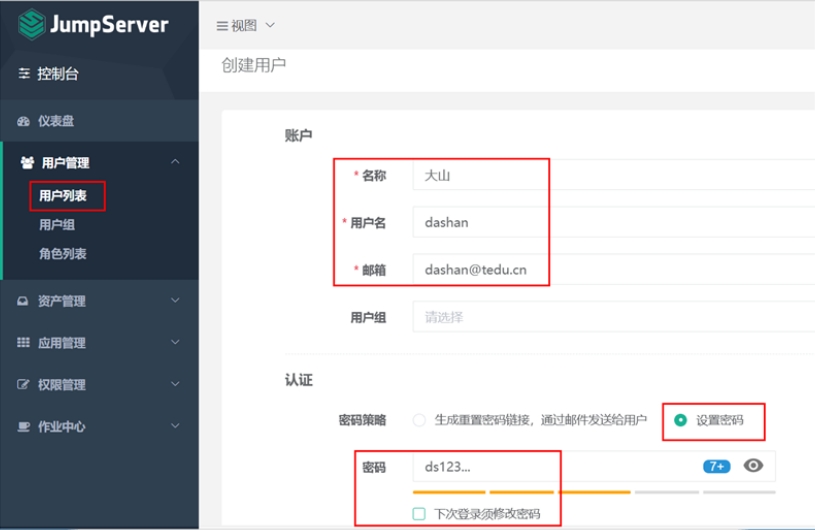 JumpServer
视图
控制台
创建用户
仪表盘
账户
用户管理
* 名称 大山
用户列表
* 用户名 dashan
用户组
角色列表
* 邮箱 dashan@tedu.cn
资产管理
用户组 请选择
应用管理
认证
权限管理
密码策略 生成重置密码链接，通过邮件发送给用户 设置密码
作业中心
密码 ds123... 7+
下次登录须修改密码